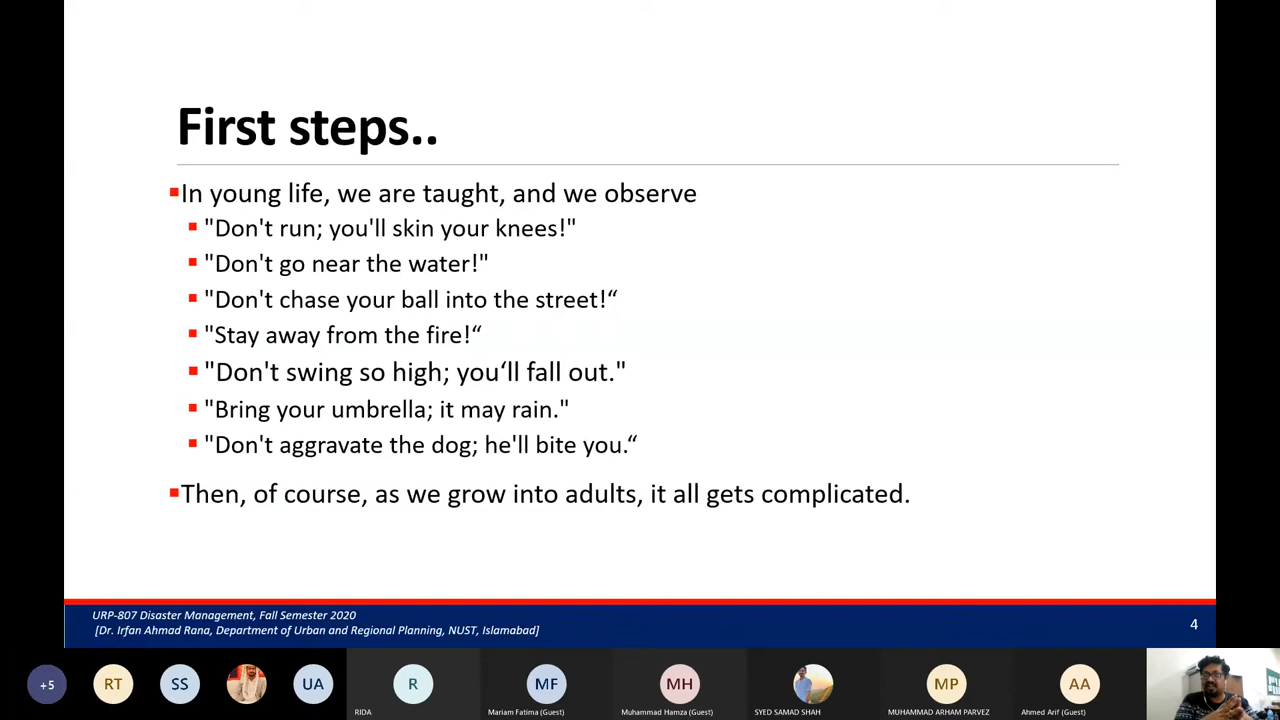 First steps..
In young life, we are taught, and we observe
"Don't run; you'll skin your knees!"
"Don't go near the water!"
"Don't chase your ball into the street!“
"Stay away from the fire!“
"Don't swing so high; you‘ll fall out."
"Bring your umbrella; it may rain."
"Don't aggravate the dog; he'll bite you.“
Then, of course, as we grow into adults, it all gets complicated.
URP-807 Disaster Management, Fall Semester 2020
[Dr. Irfan Ahmad Rana, Department of Urban and Regional Planning, NUST, Islamabad]
4
+5 RT SS UA R MF MH MP AA
RIDA Mariam Fatima (Guest) Muhammad Hamza (Guest) SYED SAMAD SHAH MUHAMMAD ARHAM PARVEZ Ahmed Arif (Guest)